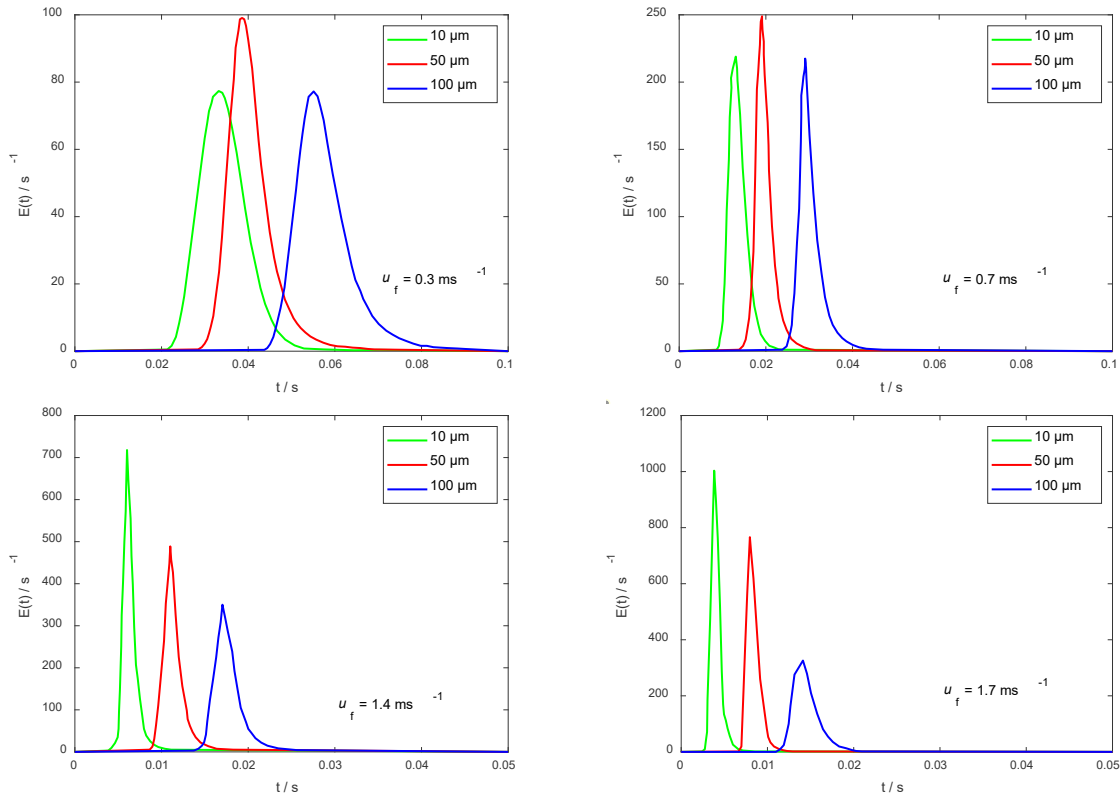 100
80
60
40
20
0
E(t) / s -1
10 µm
50 µm
100 µm
u f = 0.3 ms -1
0 0.02 0.04 0.06 0.08 0.1
t / s
250
200
150
100
50
0
E(t) / s -1
10 µm
50 µm
100 µm
u f = 0.7 ms -1
0 0.02 0.04 0.06 0.08 0.1
t / s
800
700
600
500
400
300
200
100
0
E(t) / s -1
10 µm
50 µm
100 µm
u f = 1.4 ms -1
0 0.01 0.02 0.03 0.04 0.05
t / s
1200
1000
800
600
400
200
0
E(t) / s -1
10 µm
50 µm
100 µm
u f = 1.7 ms -1
0 0.01 0.02 0.03 0.04 0.05
t / s